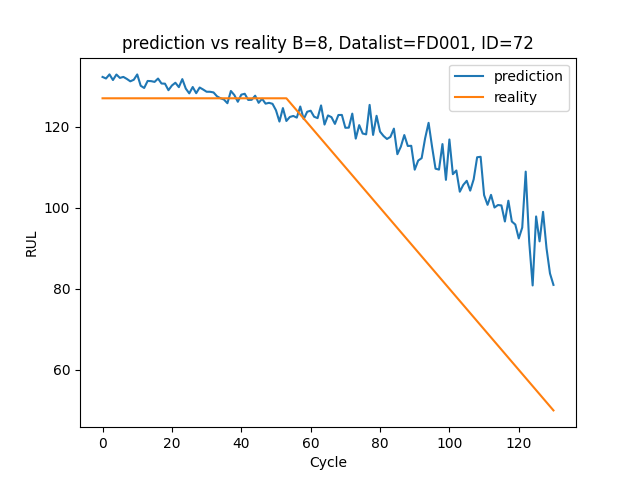 prediction vs reality B=8, Datalist=FD001, ID=72
prediction
reality
120
100
80
60
RUL
0 20 40 60 80 100 120
Cycle